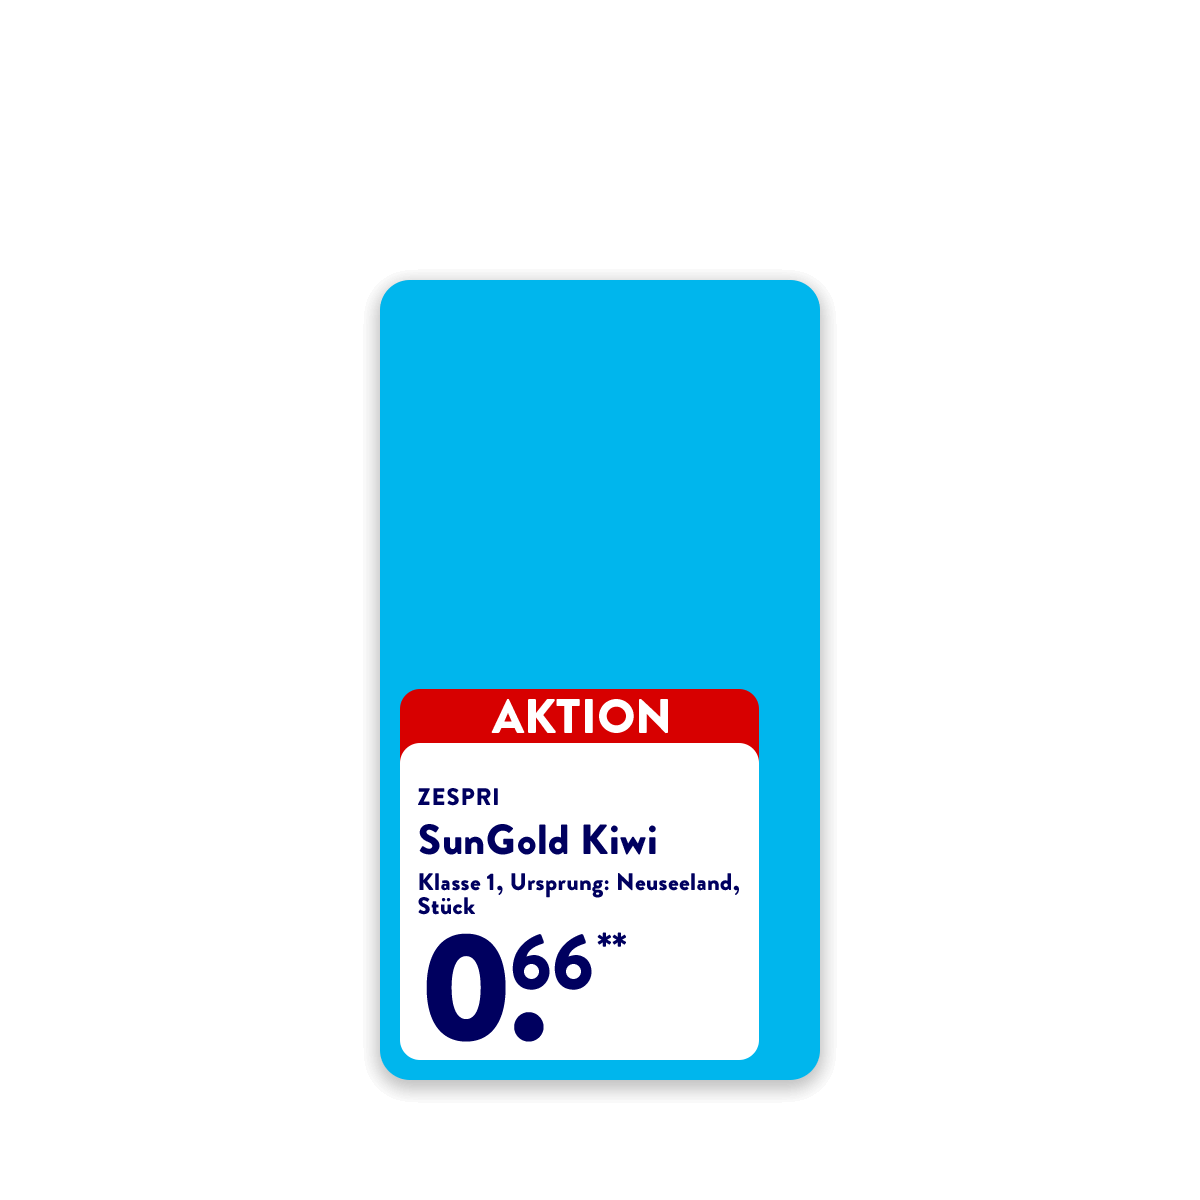 AKTION
ZESPRI
SunGold Kiwi
Klasse 1, Ursprung: Neuseeland,
Stück
0.66**